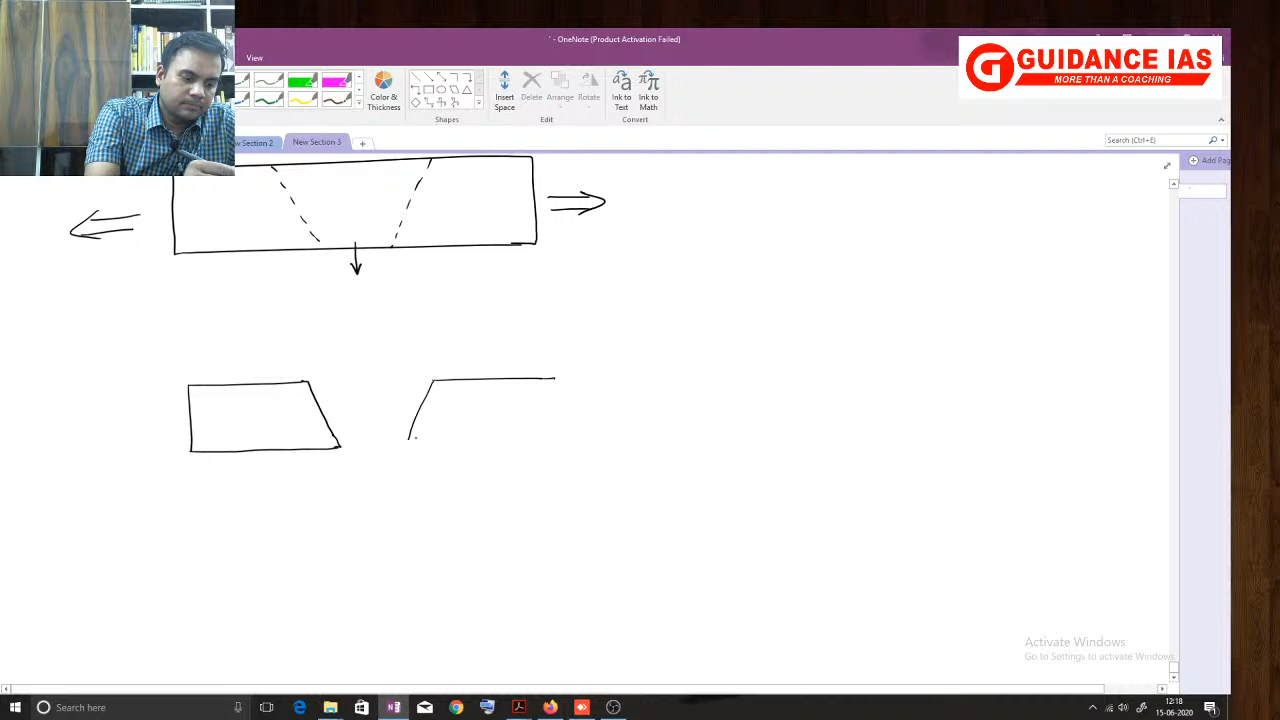 - OneNote (Product Activation Failed)
GUIDANCE IAS
MORE THAN A COACHING
View
Color & Thickness
Insert Space
Delete
Arrange
Rotate
Ink to Text
Ink to Math
Shapes
Edit
Convert
Section 2
New Section 3
Search (Ctrl+E)
Add Pag
Activate Windows
Go to Settings to activate Windows
Search here
12:18
15-06-2020